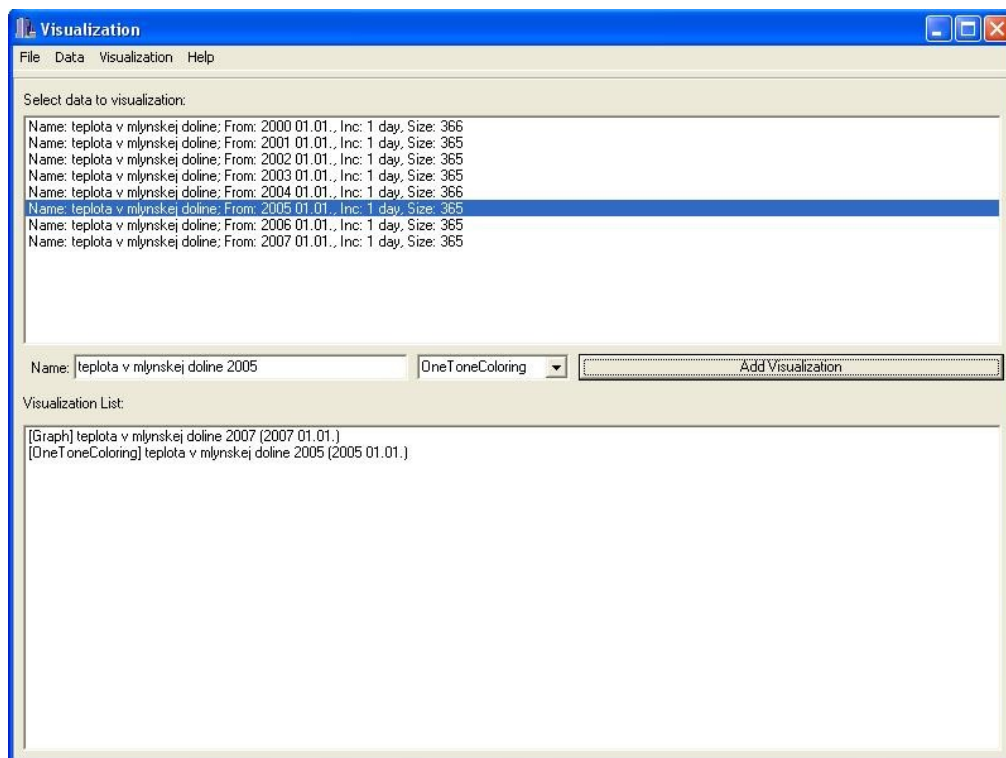 Visualization
File Data Visualization Help
Select data to visualization:
Name: teplota v mlynskej doline; From: 2000 01.01., Inc: 1 day, Size: 366
Name: teplota v mlynskej doline; From: 2001 01.01., Inc: 1 day, Size: 365
Name: teplota v mlynskej doline; From: 2002 01.01., Inc: 1 day, Size: 365
Name: teplota v mlynskej doline; From: 2003 01.01., Inc: 1 day, Size: 365
Name: teplota v mlynskej doline; From: 2004 01.01., Inc: 1 day, Size: 366
Name: teplota v mlynskej doline; From: 2005 01.01., Inc: 1 day, Size: 365
Name: teplota v mlynskej doline; From: 2006 01.01., Inc: 1 day, Size: 365
Name: teplota v mlynskej doline; From: 2007 01.01., Inc: 1 day, Size: 365
Name: teplota v mlynskej doline 2005 OneToneColoring Add Visualization
Visualization List:
[Graph] teplota v mlynskej doline 2007 (2007 01.01.)
[OneToneColoring] teplota v mlynskej doline 2005 (2005 01.01.)